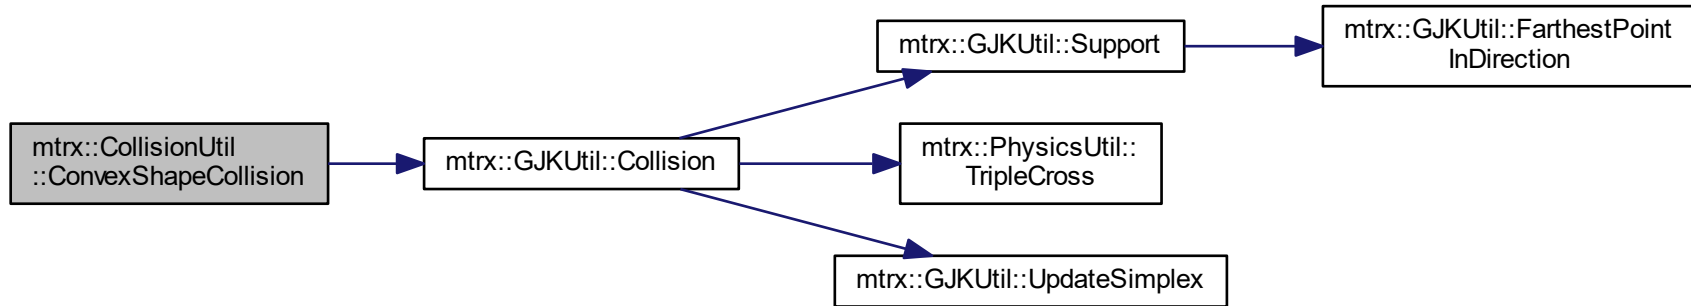 mtrx::CollisionUtil
::ConvexShapeCollision
mtrx::GJKUtil::Collision
mtrx::GJKUtil::Support
mtrx::GJKUtil::FarthestPoint
InDirection
mtrx::PhysicsUtil::
TripleCross
mtrx::GJKUtil::UpdateSimplex